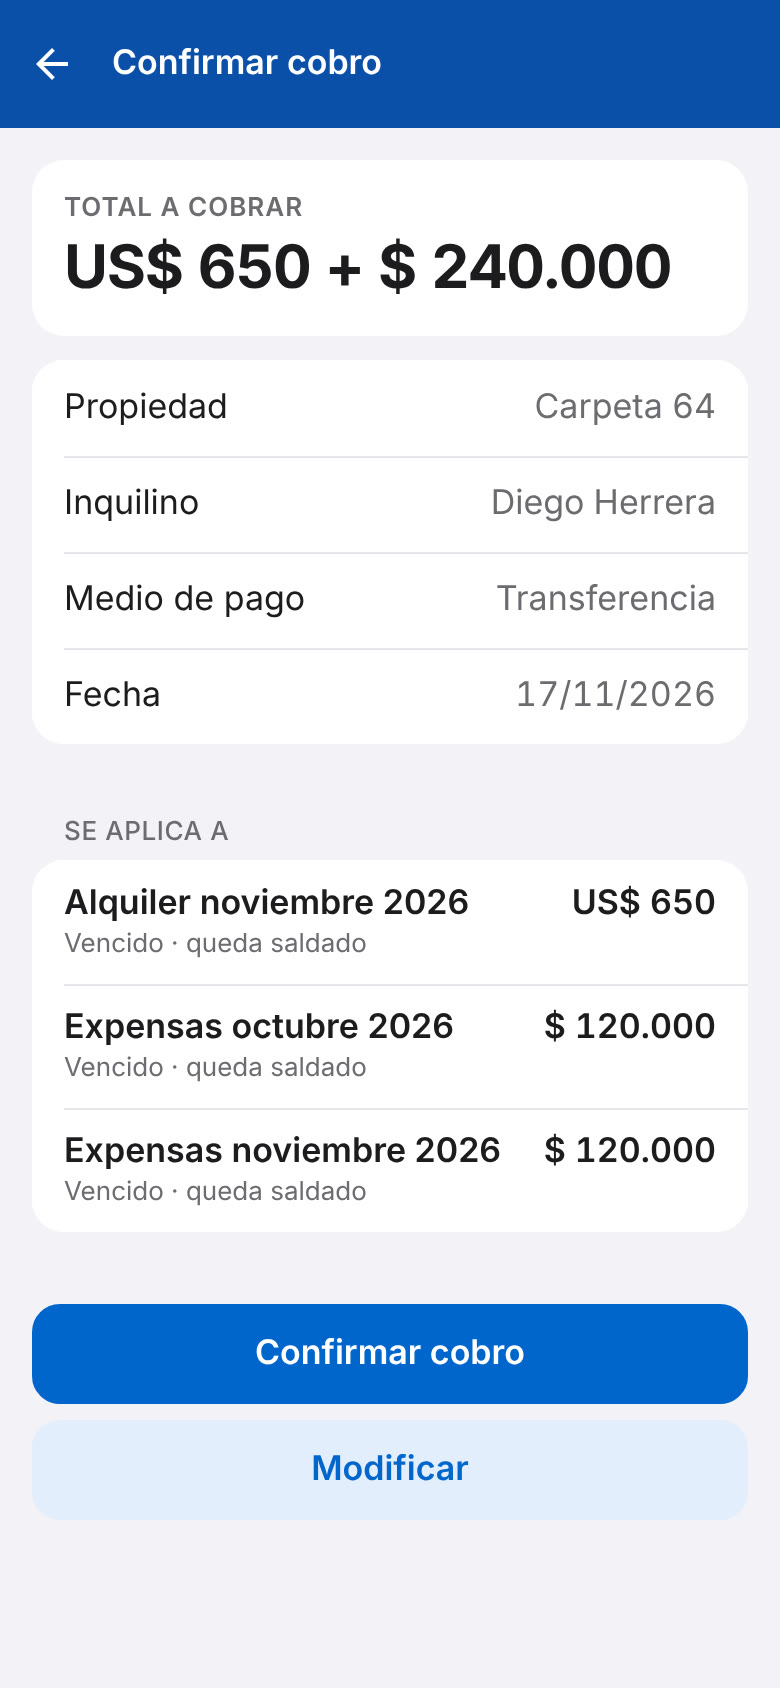 Confirmar cobro
TOTAL A COBRAR
US$ 650 + $ 240.000
Propiedad Carpeta 64
Inquilino Diego Herrera
Medio de pago Transferencia
Fecha 17/11/2026
SE APLICA A
Alquiler noviembre 2026 US$ 650
Vencido · queda saldado
Expensas octubre 2026 $ 120.000
Vencido · queda saldado
Expensas noviembre 2026 $ 120.000
Vencido · queda saldado
Confirmar cobro
Modificar